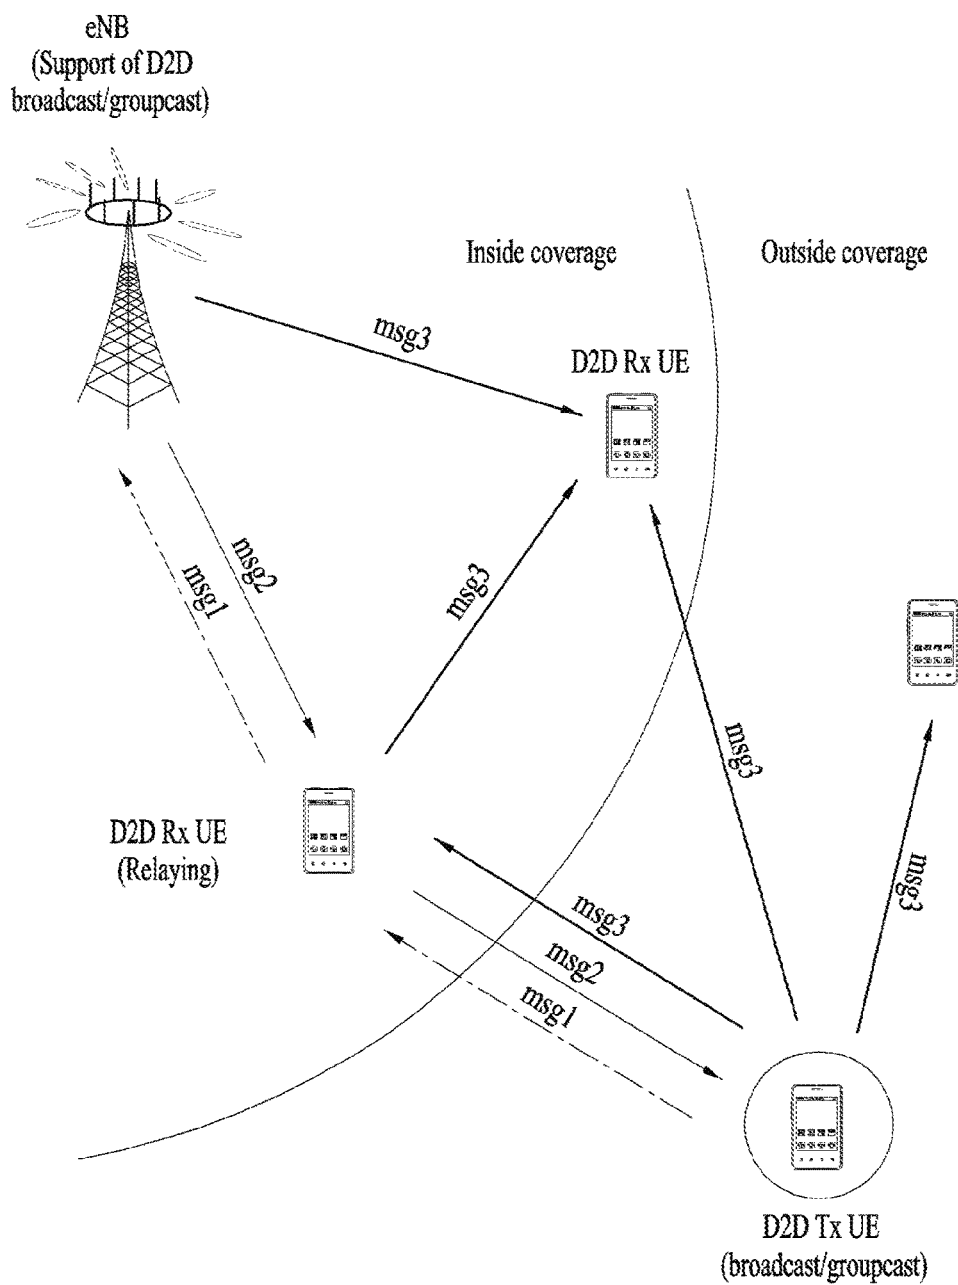 eNB
(Support of D2D
broadcast/groupcast)
Inside coverage
Outside coverage
msg3
D2D Rx UE
msg2
msg1
msg3
msg3
D2D Rx UE
(Relaying)
msg3
msg3
msg2
msg1
D2D Tx UE
(broadcast/groupcast)